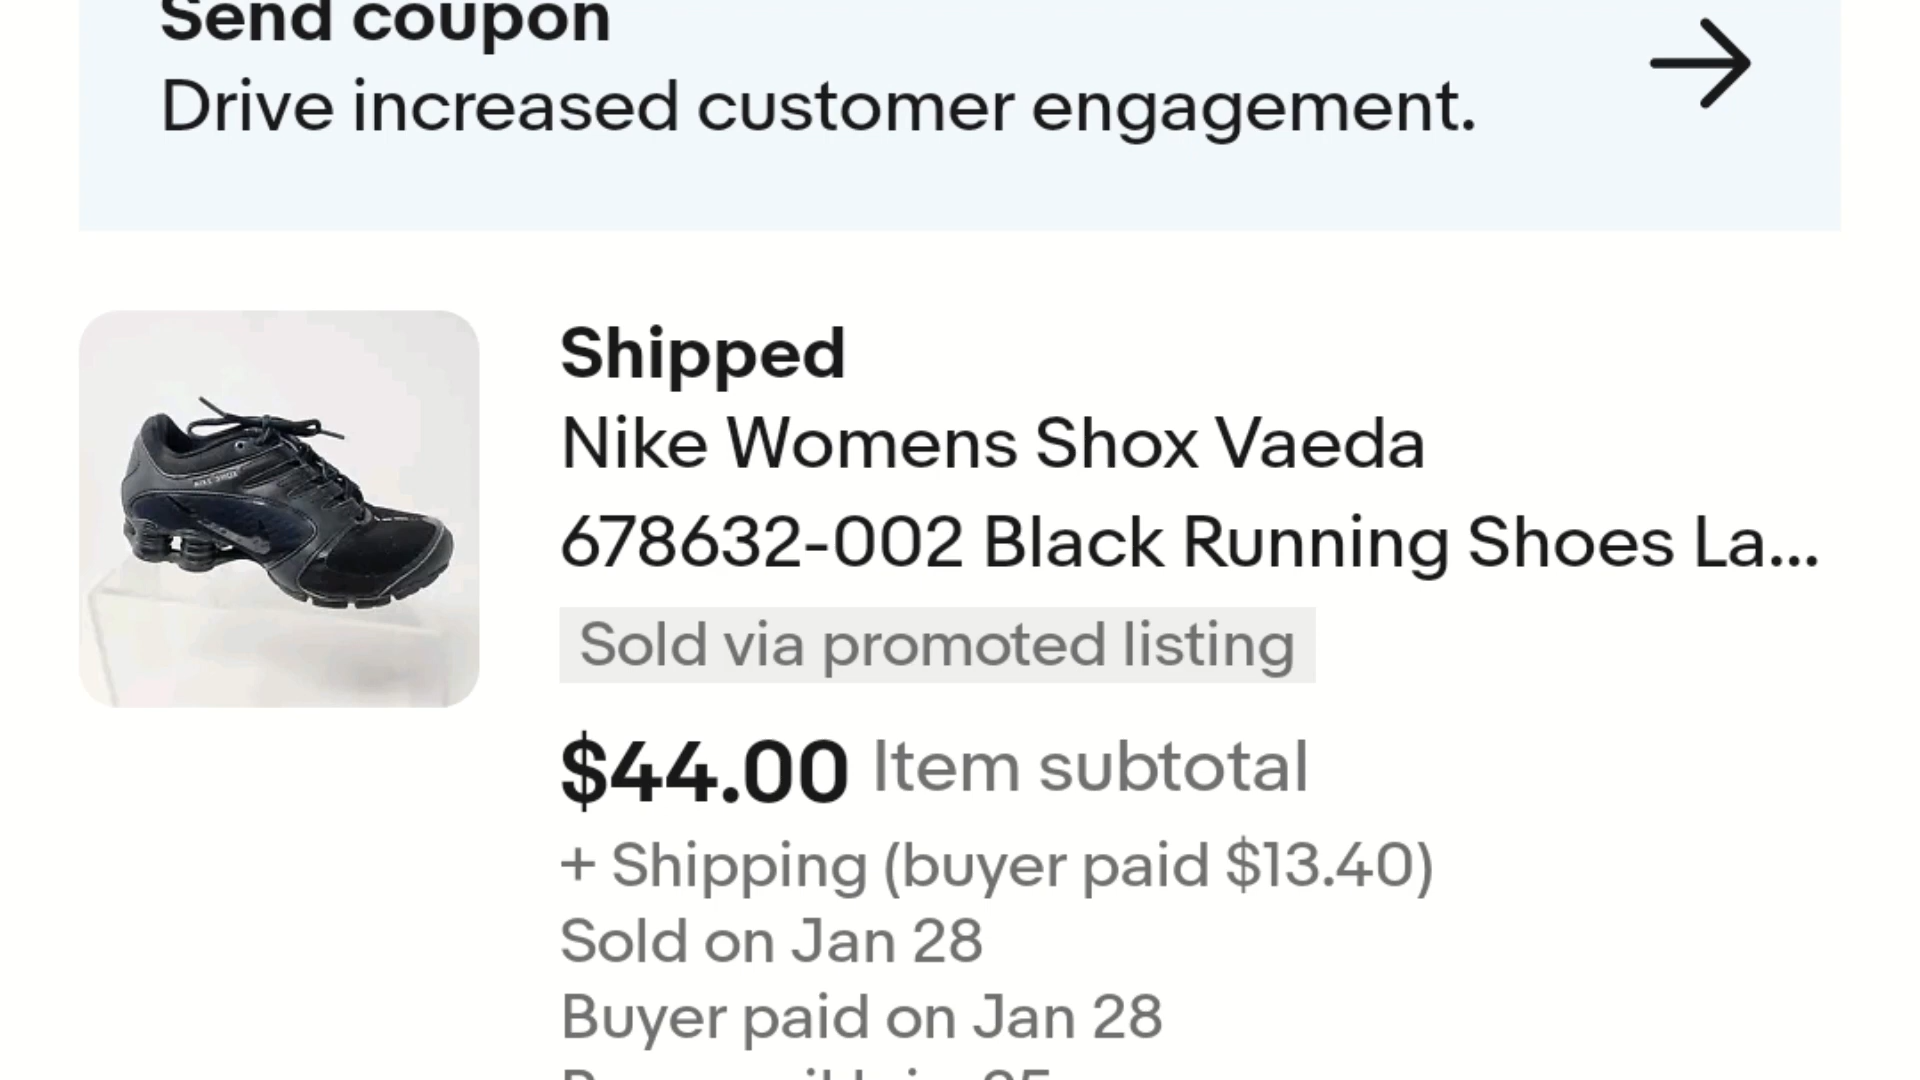 Send coupon
Drive increased customer engagement.
Shipped
Nike Womens Shox Vaeda
678632-002 Black Running Shoes La...
Sold via promoted listing
$44.00 Item subtotal
+ Shipping (buyer paid $13.40)
Sold on Jan 28
Buyer paid on Jan 28